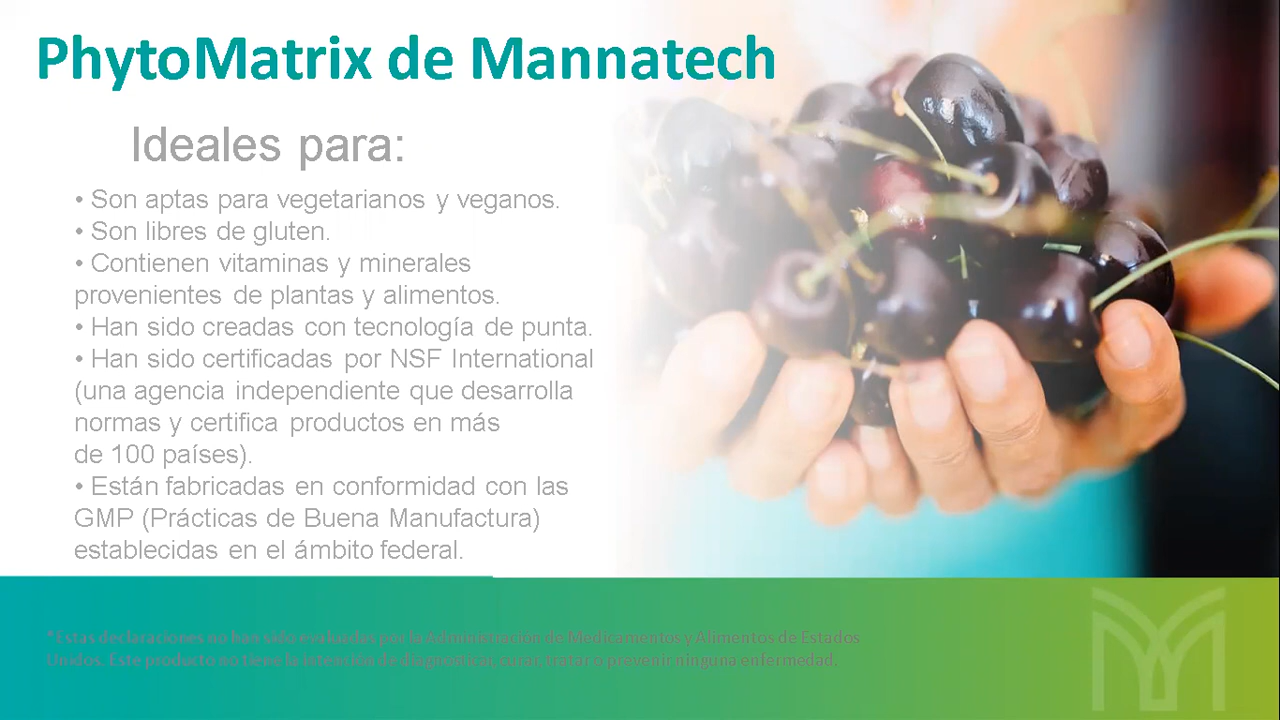 PhytoMatrix de Mannatech
Ideales para:
• Son aptas para vegetarianos y veganos.
• Son libres de gluten.
• Contienen vitaminas y minerales
provenientes de plantas y alimentos.
• Han sido creadas con tecnología de punta.
• Han sido certificadas por NSF International
(una agencia independiente que desarrolla
normas y certifica productos en más
de 100 países).
• Están fabricadas en conformidad con las
GMP (Prácticas de Buena Manufactura)
establecidas en el ámbito federal.
*Estas declaraciones no han sido evaluadas por la Administración de Medicamentos y Alimentos de Estados
Unidos. Este producto no tiene la intención de diagnosticar, curar, tratar o prevenir ninguna enfermedad.